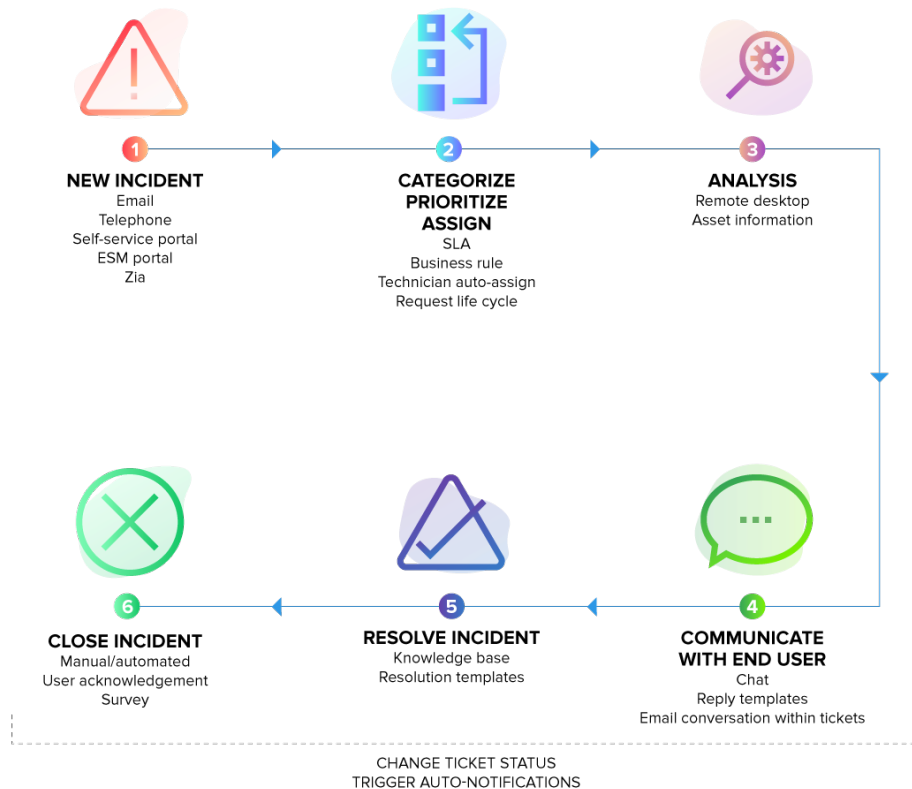 1
NEW INCIDENT
Email
Telephone
Self-service portal
ESM portal
Zia
2
CATEGORIZE
PRIORITIZE
ASSIGN
SLA
Business rule
Technician auto-assign
Request life cycle
3
ANALYSIS
Remote desktop
Asset information
4
COMMUNICATE
WITH END USER
Chat
Reply templates
Email conversation within tickets
5
RESOLVE INCIDENT
Knowledge base
Resolution templates
6
CLOSE INCIDENT
Manual/automated
User acknowledgement
Survey
CHANGE TICKET STATUS
TRIGGER AUTO-NOTIFICATIONS